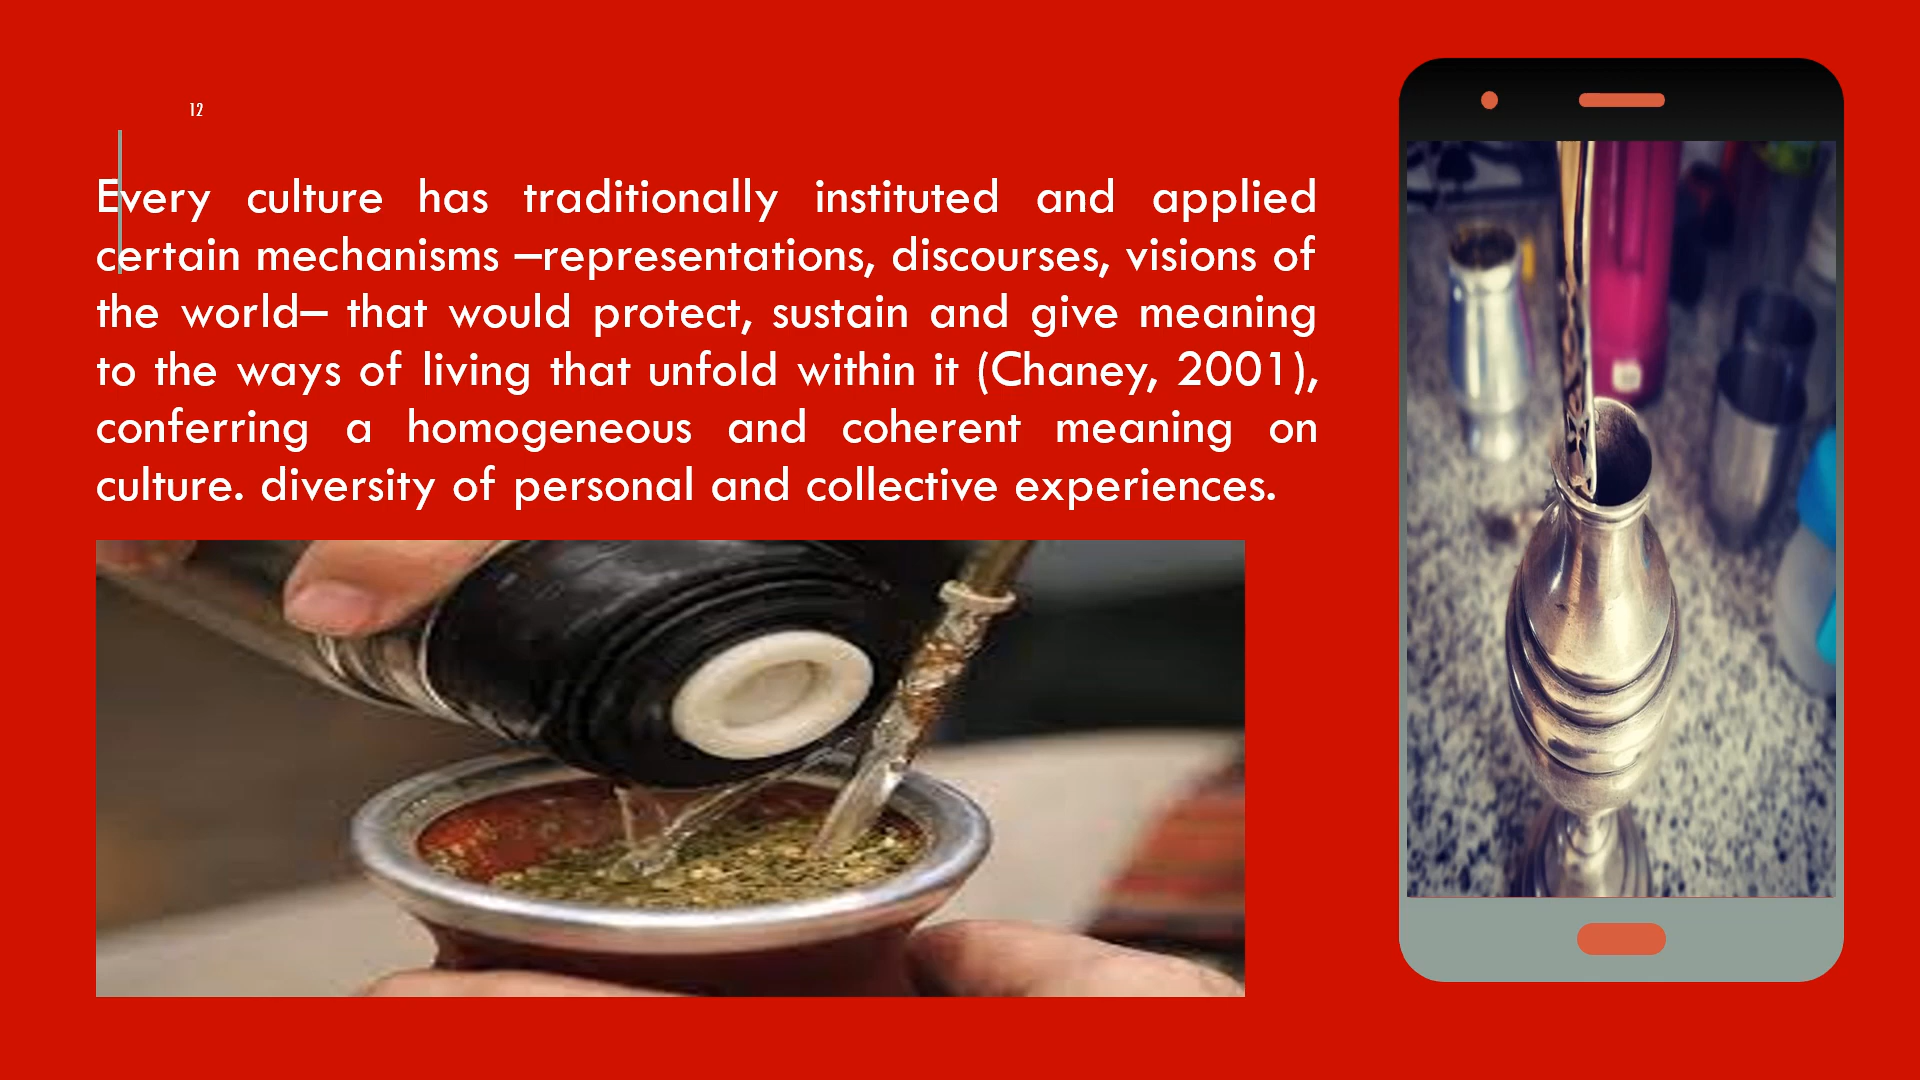 12
Every culture has traditionally instituted and applied
certain mechanisms –representations, discourses, visions of
the world– that would protect, sustain and give meaning
to the ways of living that unfold within it (Chaney, 2001),
conferring a homogeneous and coherent meaning on
culture. diversity of personal and collective experiences.